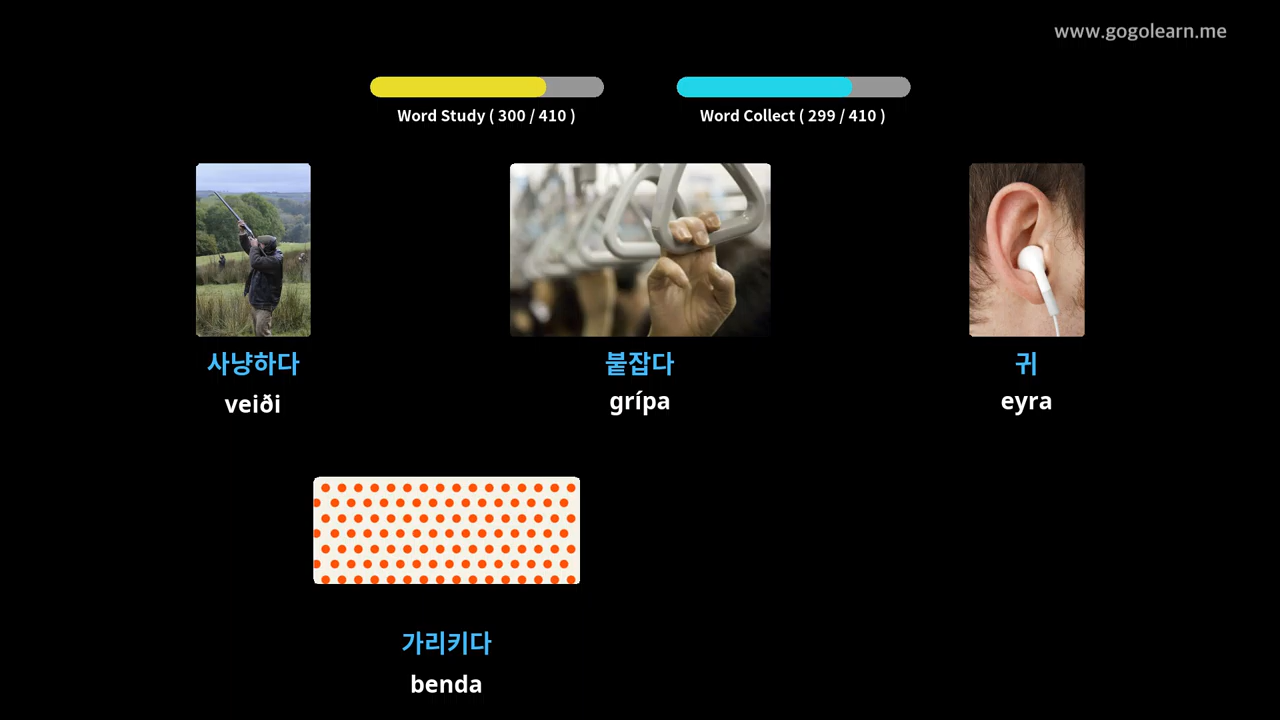 www.gogolearn.me
Word Study ( 300 / 410 )
Word Collect ( 299 / 410 )
사냥하다
veiði
붙잡다
grípa
귀
eyra
가리키다
benda